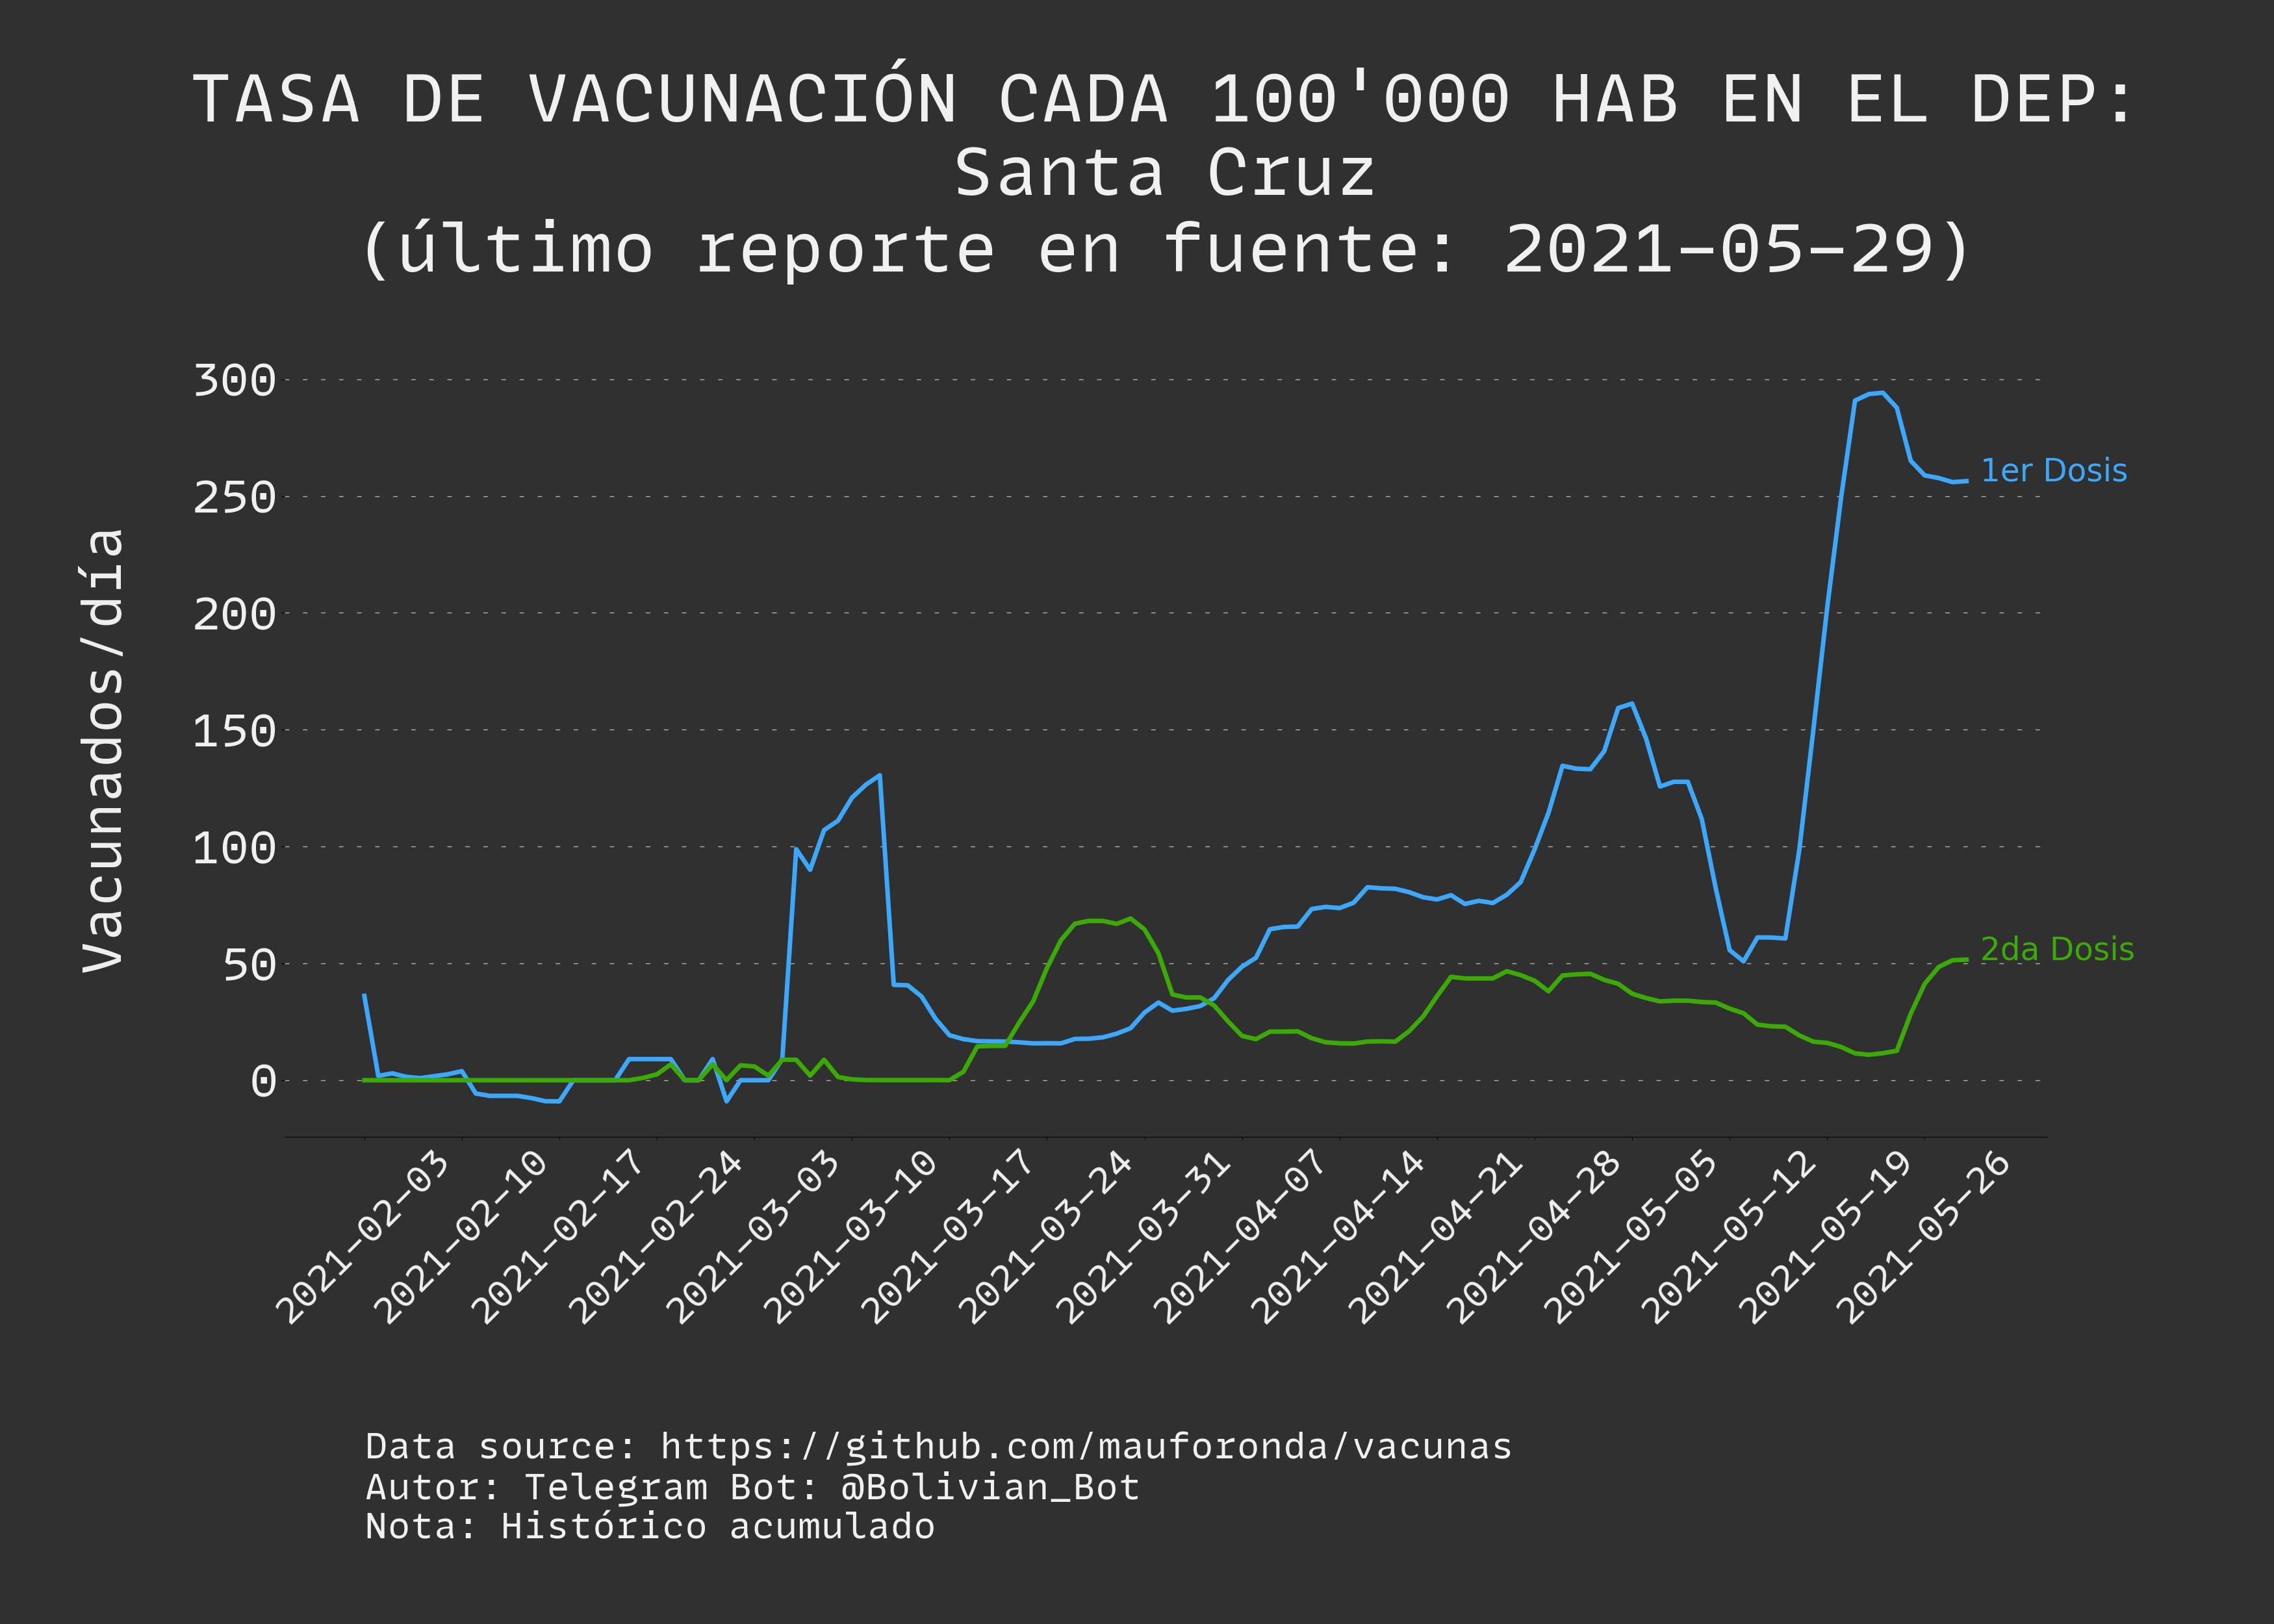 TASA DE VACUNACIÓN CADA 100'000 HAB EN EL DEP:
Santa Cruz
(último reporte en fuente: 2021-05-29)
Vacunados/día
300
250
200
150
100
50
0
1er Dosis
2da Dosis
2021-02-03
2021-02-10
2021-02-17
2021-02-24
2021-03-03
2021-03-10
2021-03-17
2021-03-24
2021-03-31
2021-04-07
2021-04-14
2021-04-21
2021-04-28
2021-05-05
2021-05-12
2021-05-19
2021-05-26
Data source: https://github.com/mauforonda/vacunas
Autor: Telegram Bot: @Bolivian_Bot
Nota: Histórico acumulado